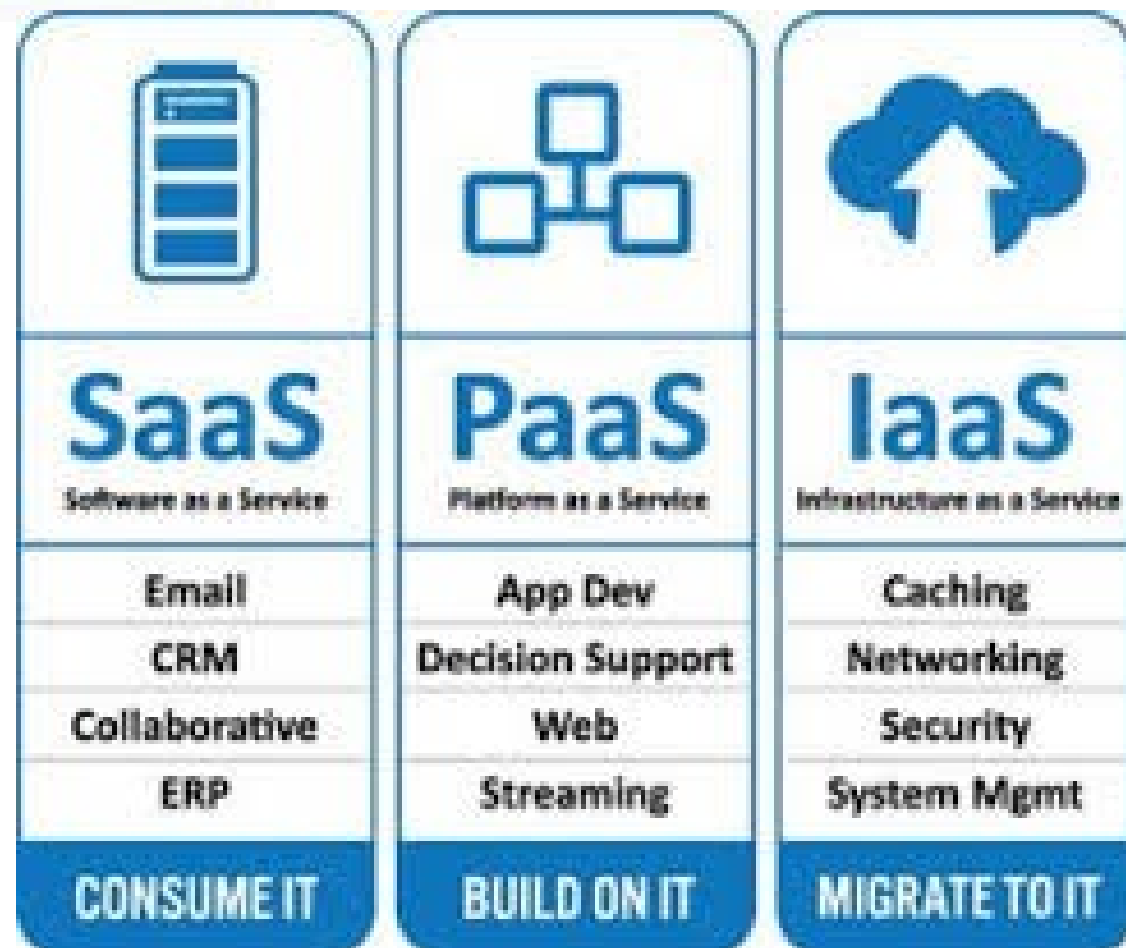 SaaS
Software as a Service
Email
CRM
Collaborative
ERP
CONSUME IT
PaaS
Platform as a Service
App Dev
Decision Support
Web
Streaming
BUILD ON IT
IaaS
Infrastructure as a Service
Caching
Networking
Security
System Mgmt
MIGRATE TO IT